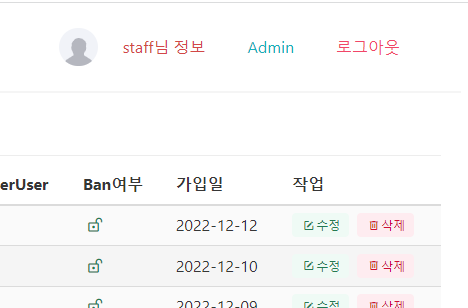 staff님 정보 Admin 로그아웃
erUser Ban여부 가입일 작업
2022-12-12 수정 삭제
2022-12-10 수정 삭제
2022-12-09 수정 삭제